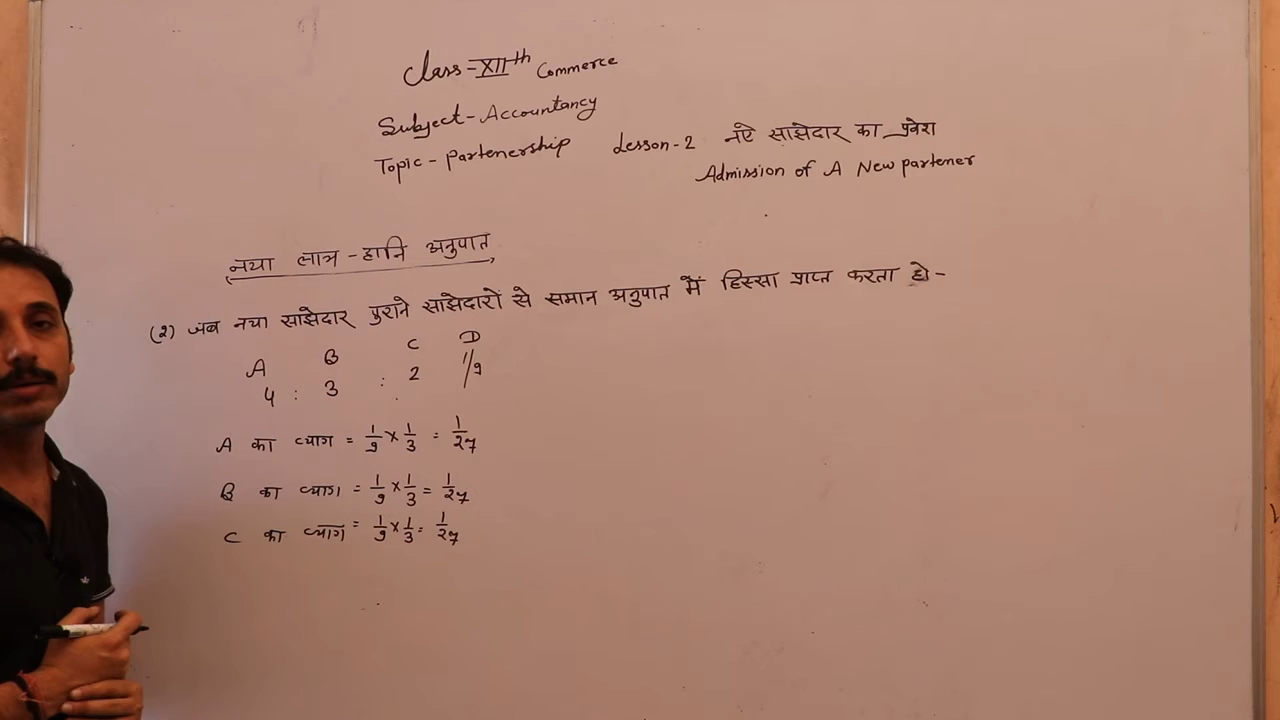 Class-XIIth Commerce
Subject-Accountancy
Topic-Partenership Lesson-2 नऐ साझेदार का प्रवेश
Admission of A New partener
नया लाभ-हानि अनुपात
(2) जब नया साझेदार पुराने साझेदारों से समान अनुपात में हिस्सा प्राप्त करता हो-
A B C D
4 : 3 : 2 1/9
A का त्याग = 1/9 × 1/3 = 1/27
B का त्याग = 1/9 × 1/3 = 1/27
C का त्याग = 1/9 × 1/3 = 1/27